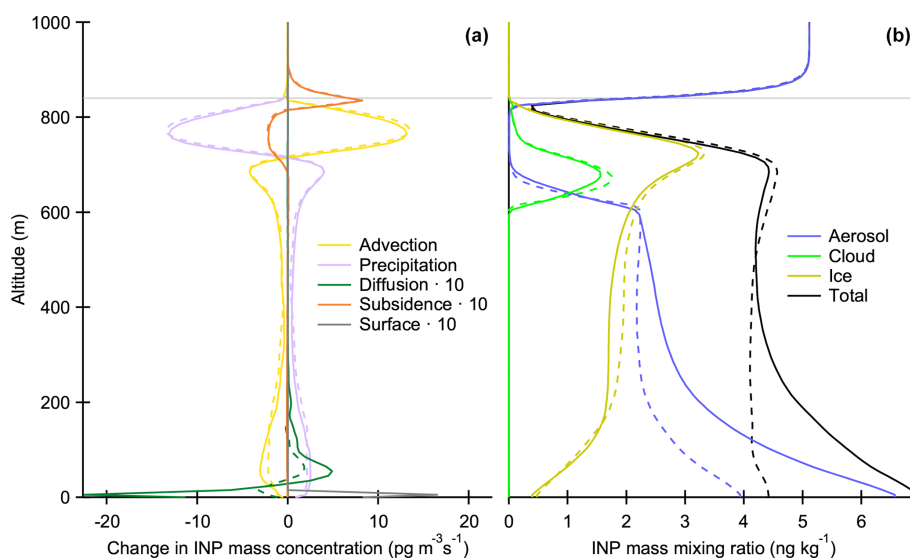 (a)
(b)
1000
800
600
400
200
0
Altitude (m)
Advection
Precipitation
Diffusion · 10
Subsidence · 10
Surface · 10
Aerosol
Cloud
Ice
Total
-20 -10 0 10 20
0 1 2 3 4 5 6
Change in INP mass concentration (pg m⁻³s⁻¹)
INP mass mixing ratio (ng kg⁻¹)